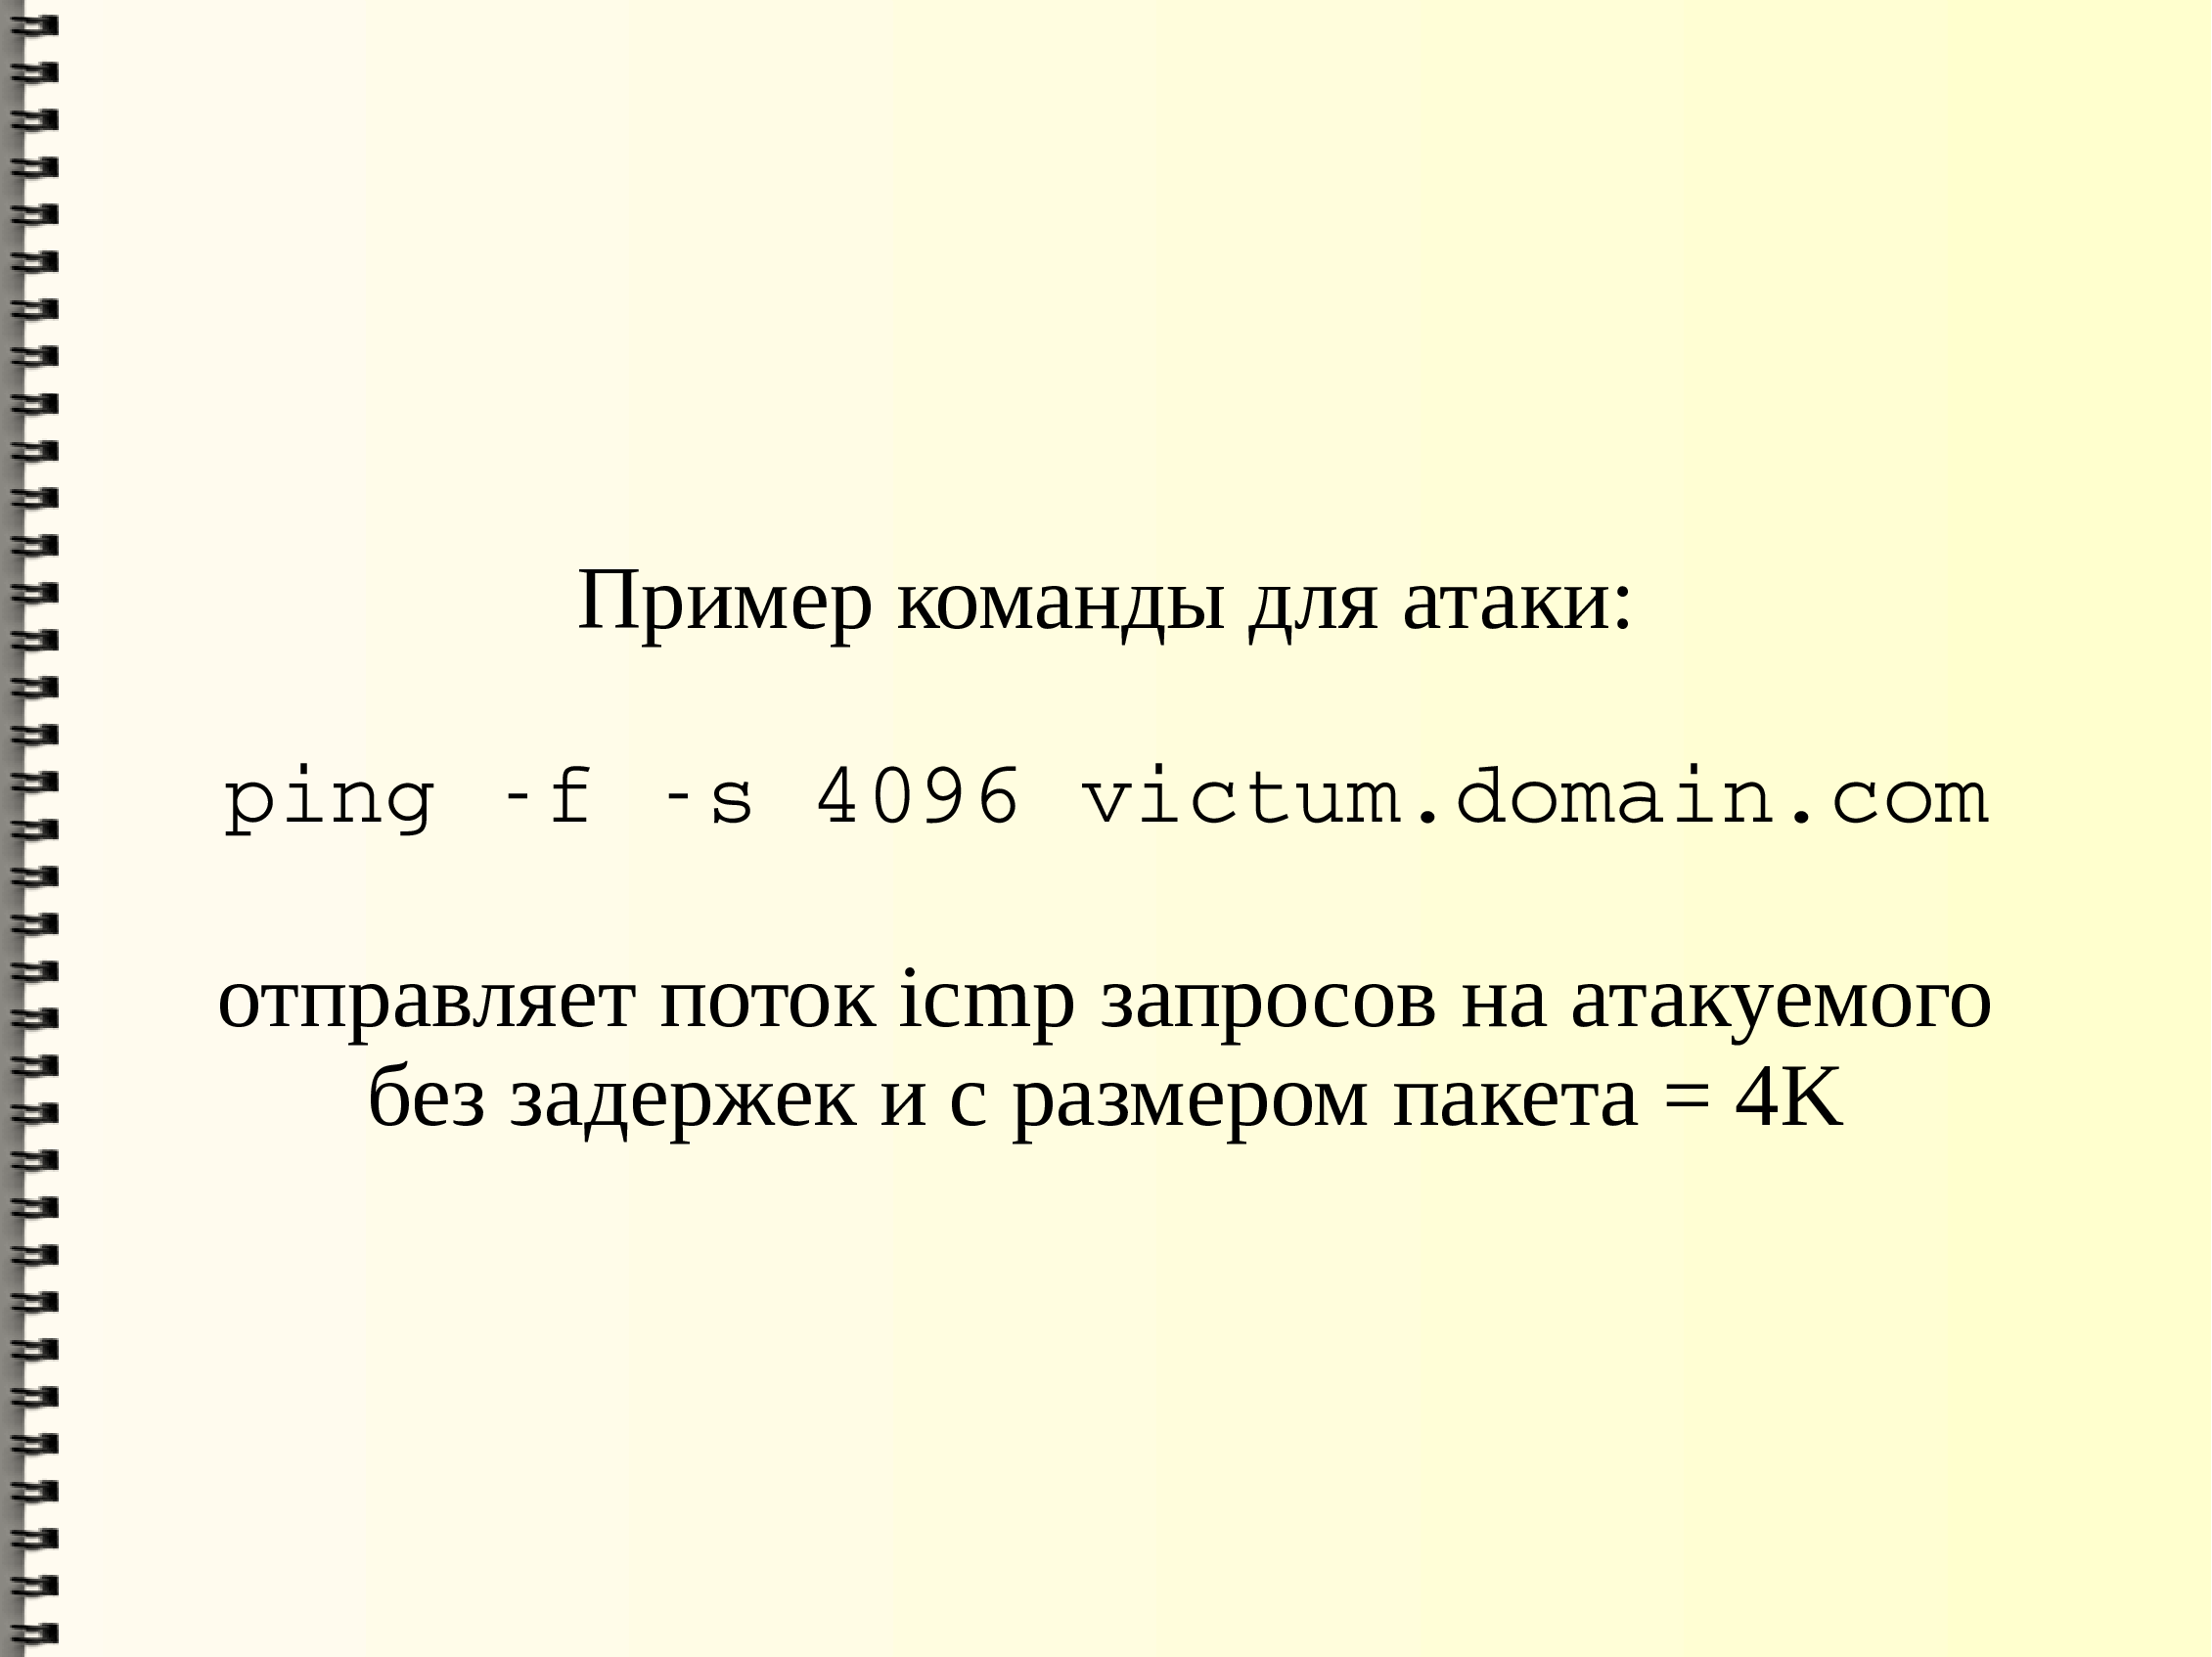 Пример команды для атаки:
ping -f -s 4096 victum.domain.com
отправляет поток icmp запросов на атакуемого
без задержек и с размером пакета = 4K